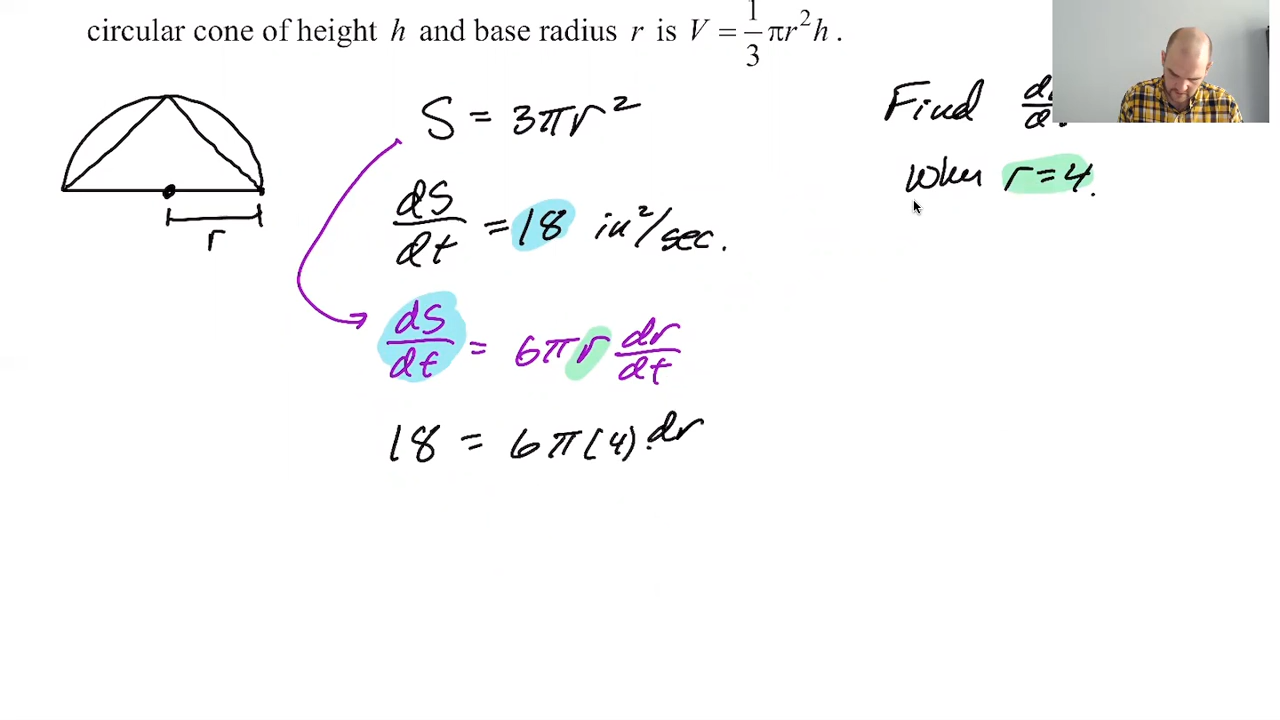 circular cone of height h and base radius r is V = 1/3 πr²h.
S = 3πr²
Find
when r = 4.
dS/dt = 18 in²/sec.
r
dS/dt = 6πr dr/dt
18 = 6π(4) · dr